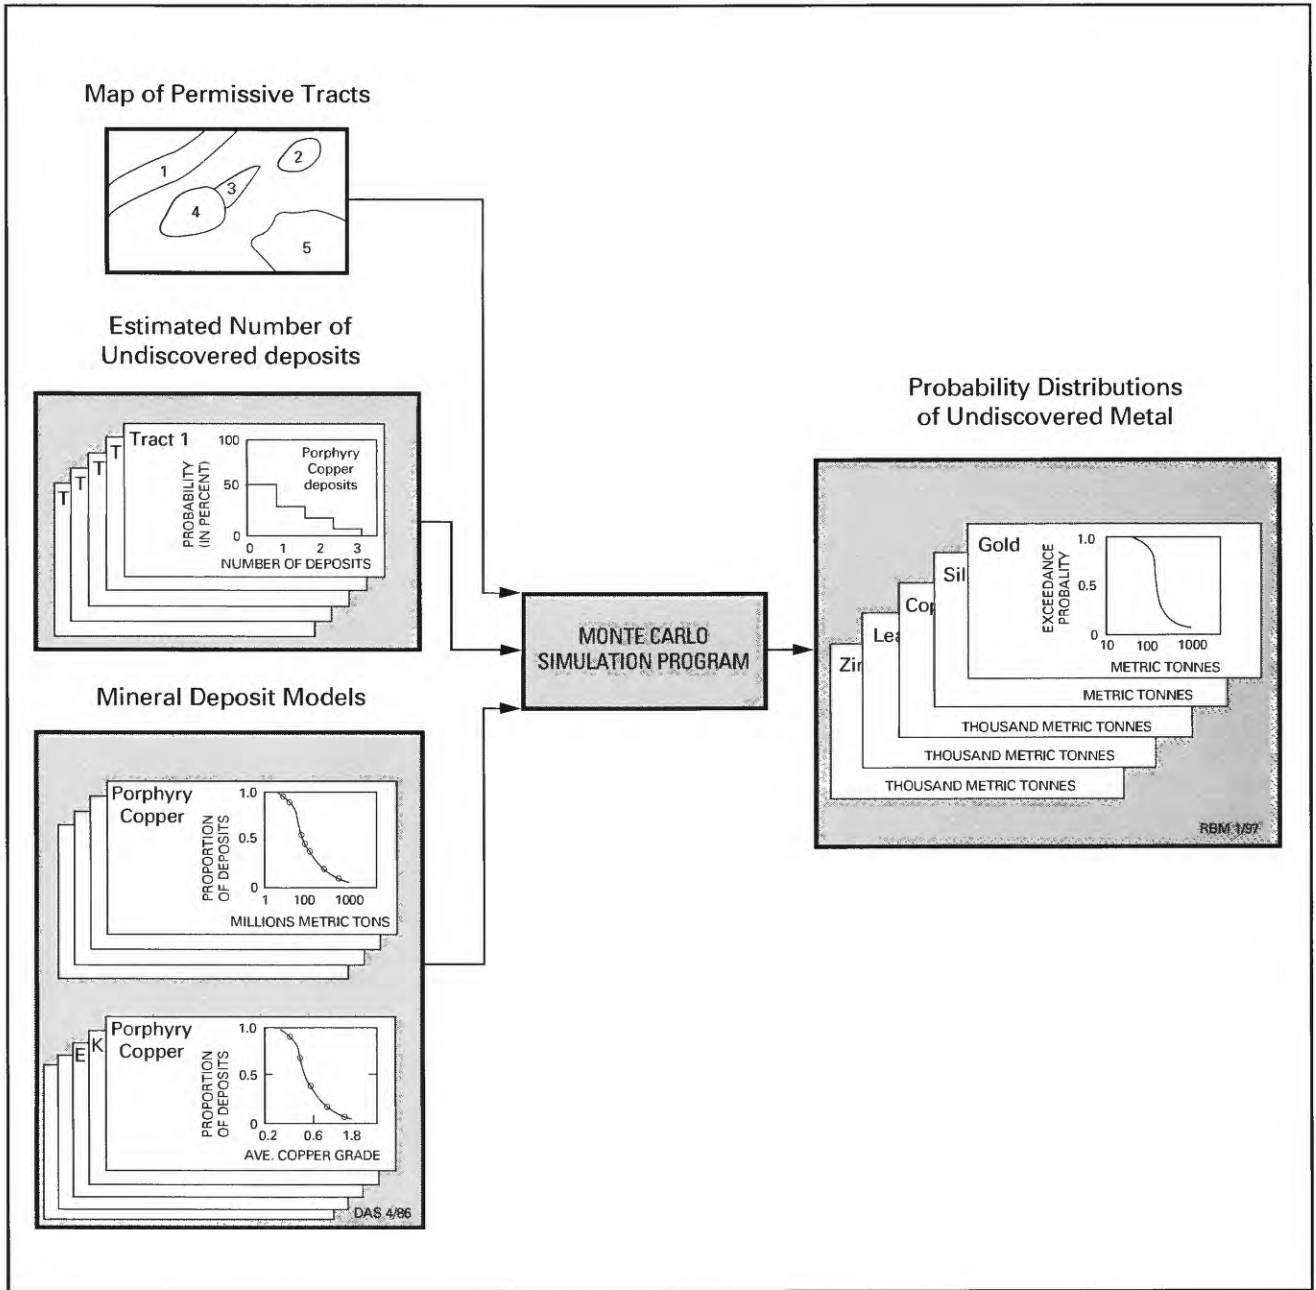 Map of Permissive Tracts
1
2
3
4
5
Estimated Number of
Undiscovered deposits
T
T
T
T
Tract 1
100
50
0
PROBABILITY
(IN PERCENT)
Porphyry
Copper
deposits
0 1 2 3
NUMBER OF DEPOSITS
Mineral Deposit Models
Porphyry
Copper
PROPORTION
OF DEPOSITS
1.0
0.5
0
1 100 1000
MILLIONS METRIC TONS
E
K
Porphyry
Copper
PROPORTION
OF DEPOSITS
1.0
0.5
0
0.2 0.6 1.8
AVE. COPPER GRADE
DAS 4/86
MONTE CARLO
SIMULATION PROGRAM
Probability Distributions
of Undiscovered Metal
Gold
EXCEEDANCE
PROBALITY
1.0
0.5
0
10 100 1000
METRIC TONNES
Sil
METRIC TONNES
Cop
THOUSAND METRIC TONNES
Lea
THOUSAND METRIC TONNES
Zin
THOUSAND METRIC TONNES
RBM 1/97